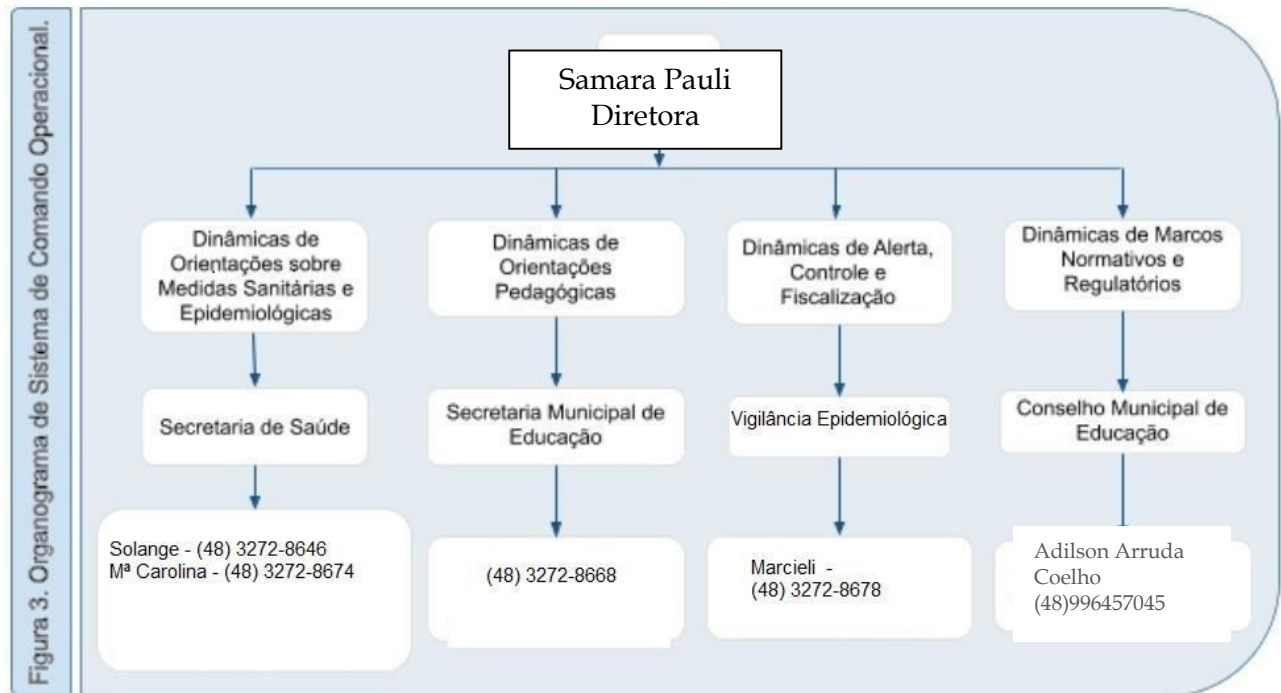 Figura 3. Organograma de Sistema de Comando Operacional.
Samara Pauli
Diretora
Dinâmicas de
Orientações sobre
Medidas Sanitárias e
Epidemiológicas
Dinâmicas de
Orientações
Pedagógicas
Dinâmicas de Alerta,
Controle e
Fiscalização
Dinâmicas de Marcos
Normativos e
Regulatórios
Secretaria de Saúde
Secretaria Municipal de
Educação
Vigilância Epidemiológica
Conselho Municipal de
Educação
Solange - (48) 3272-8646
Mª Carolina - (48) 3272-8674
(48) 3272-8668
Marcieli -
(48) 3272-8678
Adilson Arruda
Coelho
(48)996457045